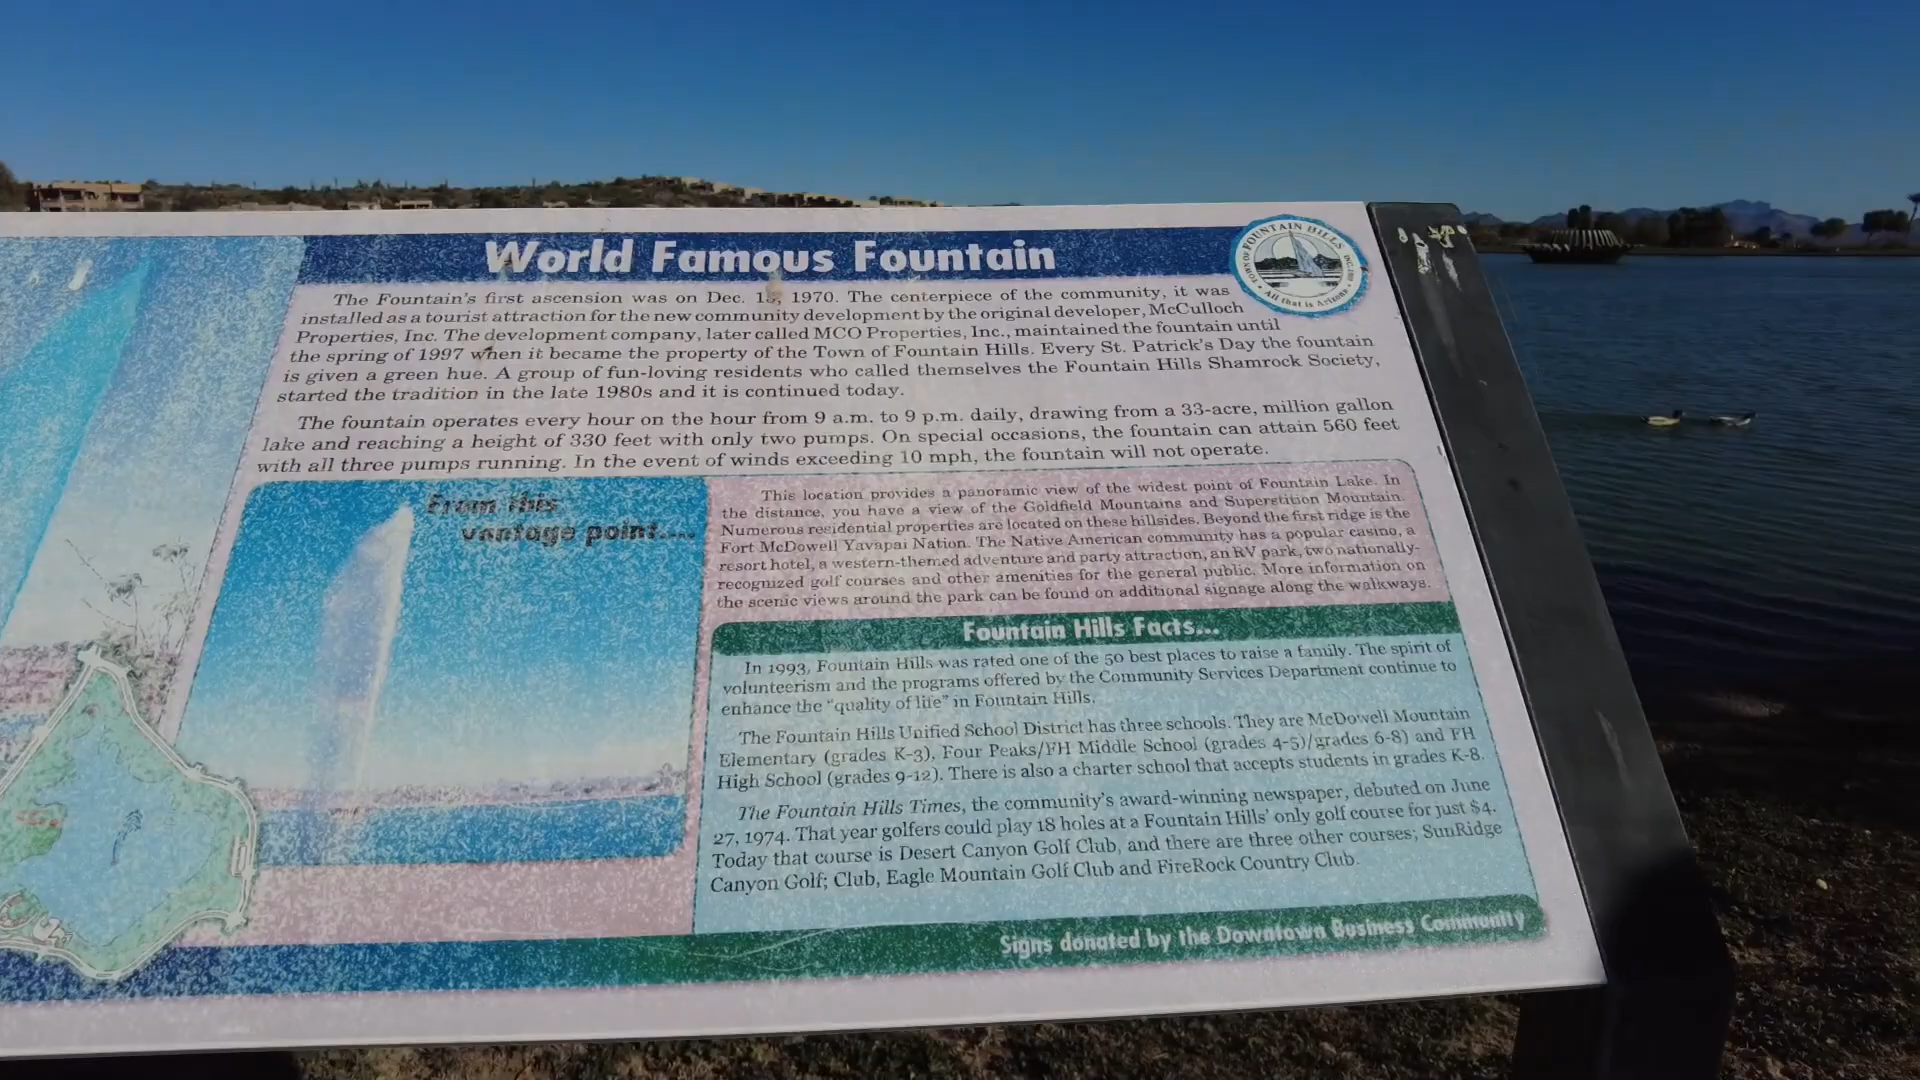 World Famous Fountain
TOWN OF FOUNTAIN HILLS
INC. 1989
All that is Arizona
The Fountain's first ascension was on Dec. 1 , 1970. The centerpiece of the community, it was
installed as a tourist attraction for the new community development by the original developer, McCulloch
Properties, Inc. The development company, later called MCO Properties, Inc., maintained the fountain until
the spring of 1997 when it became the property of the Town of Fountain Hills. Every St. Patrick's Day the fountain
is given a green hue. A group of fun-loving residents who called themselves the Fountain Hills Shamrock Society,
started the tradition in the late 1980s and it is continued today.
The fountain operates every hour on the hour from 9 a.m. to 9 p.m. daily, drawing from a 33-acre, million gallon
lake and reaching a height of 330 feet with only two pumps. On special occasions, the fountain can attain 560 feet
with all three pumps running. In the event of winds exceeding 10 mph, the fountain will not operate.
From this
vantage point....
This location provides a panoramic view of the widest point of Fountain Lake. In
the distance, you have a view of the Goldfield Mountains and Superstition Mountain.
Numerous residential properties are located on these hillsides. Beyond the first ridge is the
Fort McDowell Yavapai Nation. The Native American community has a popular casino, a
resort hotel, a western-themed adventure and party attraction, an RV park, two nationally-
recognized golf courses and other amenities for the general public. More information on
the scenic views around the park can be found on additional signage along the walkways.
Fountain Hills Facts...
In 1993, Fountain Hills was rated one of the 50 best places to raise a family. The spirit of
volunteerism and the programs offered by the Community Services Department continue to
enhance the "quality of life" in Fountain Hills.
The Fountain Hills Unified School District has three schools. They are McDowell Mountain
Elementary (grades K-3), Four Peaks/FH Middle School (grades 4-5)/grades 6-8) and FH
High School (grades 9-12). There is also a charter school that accepts students in grades K-8.
The Fountain Hills Times, the community's award-winning newspaper, debuted on June
27, 1974. That year golfers could play 18 holes at a Fountain Hills' only golf course for just $4.
Today that course is Desert Canyon Golf Club, and there are three other courses; SunRidge
Canyon Golf; Club, Eagle Mountain Golf Club and FireRock Country Club.
Signs donated by the Downtown Business Community